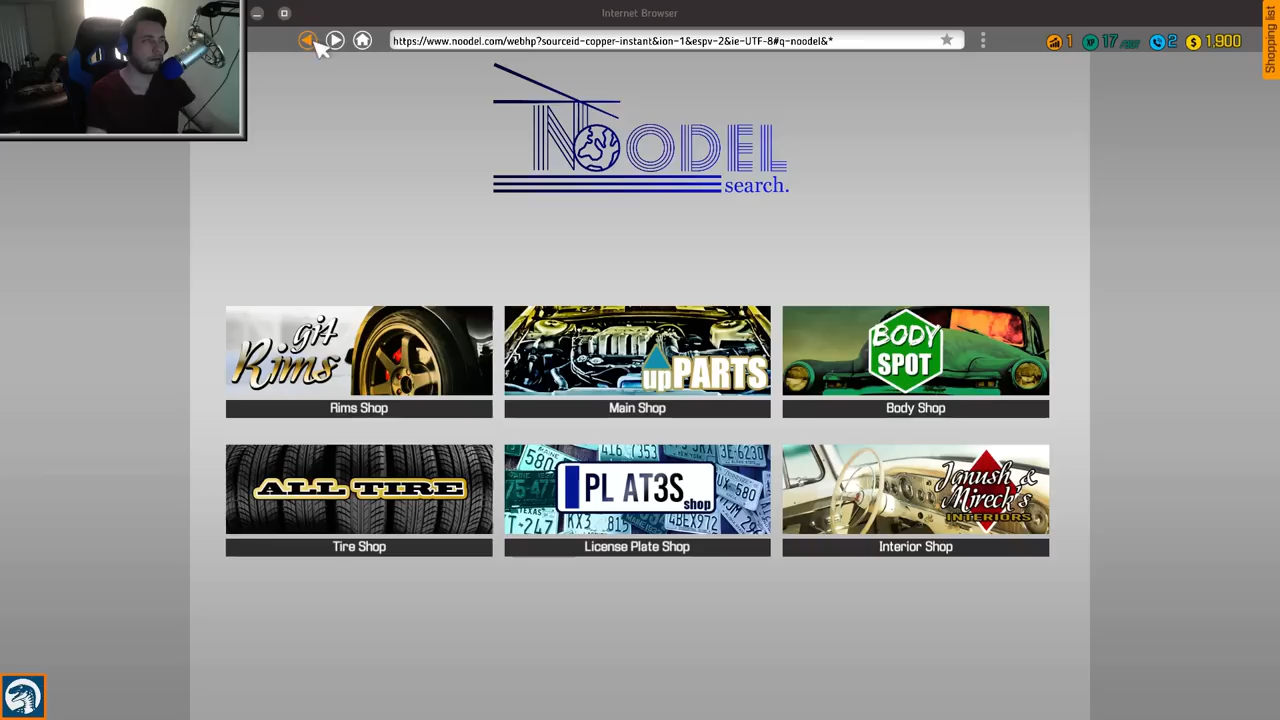 Internet Browser
https://www.noodel.com/webhp?sourceid-copper-instant&ion-1&espv-2&ie-UTF-8#q-noodel&*
1
XP 17
2
$ 1,900
Shopping list
NOODEL
search.
git Rims
upPARTS
BODY SPOT
Rims Shop
Main Shop
Body Shop
ALL TIRE
PL AT3S
shop
Janush & Mireck's
INTERIORS
Tire Shop
License Plate Shop
Interior Shop